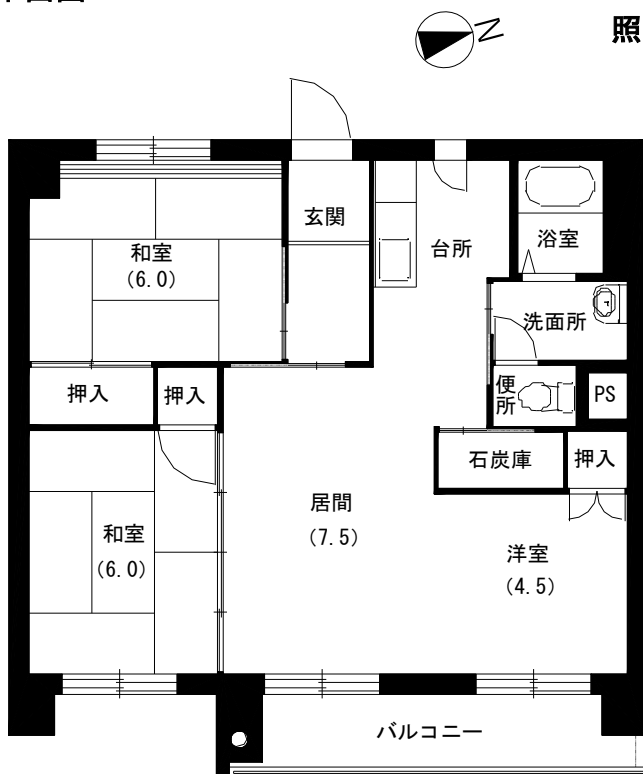 N
照
玄関
和室
(6.0)
台所
浴室
洗面所
押入
押入
便所
PS
石炭庫
押入
居間
(7.5)
和室
(6.0)
洋室
(4.5)
バルコニー